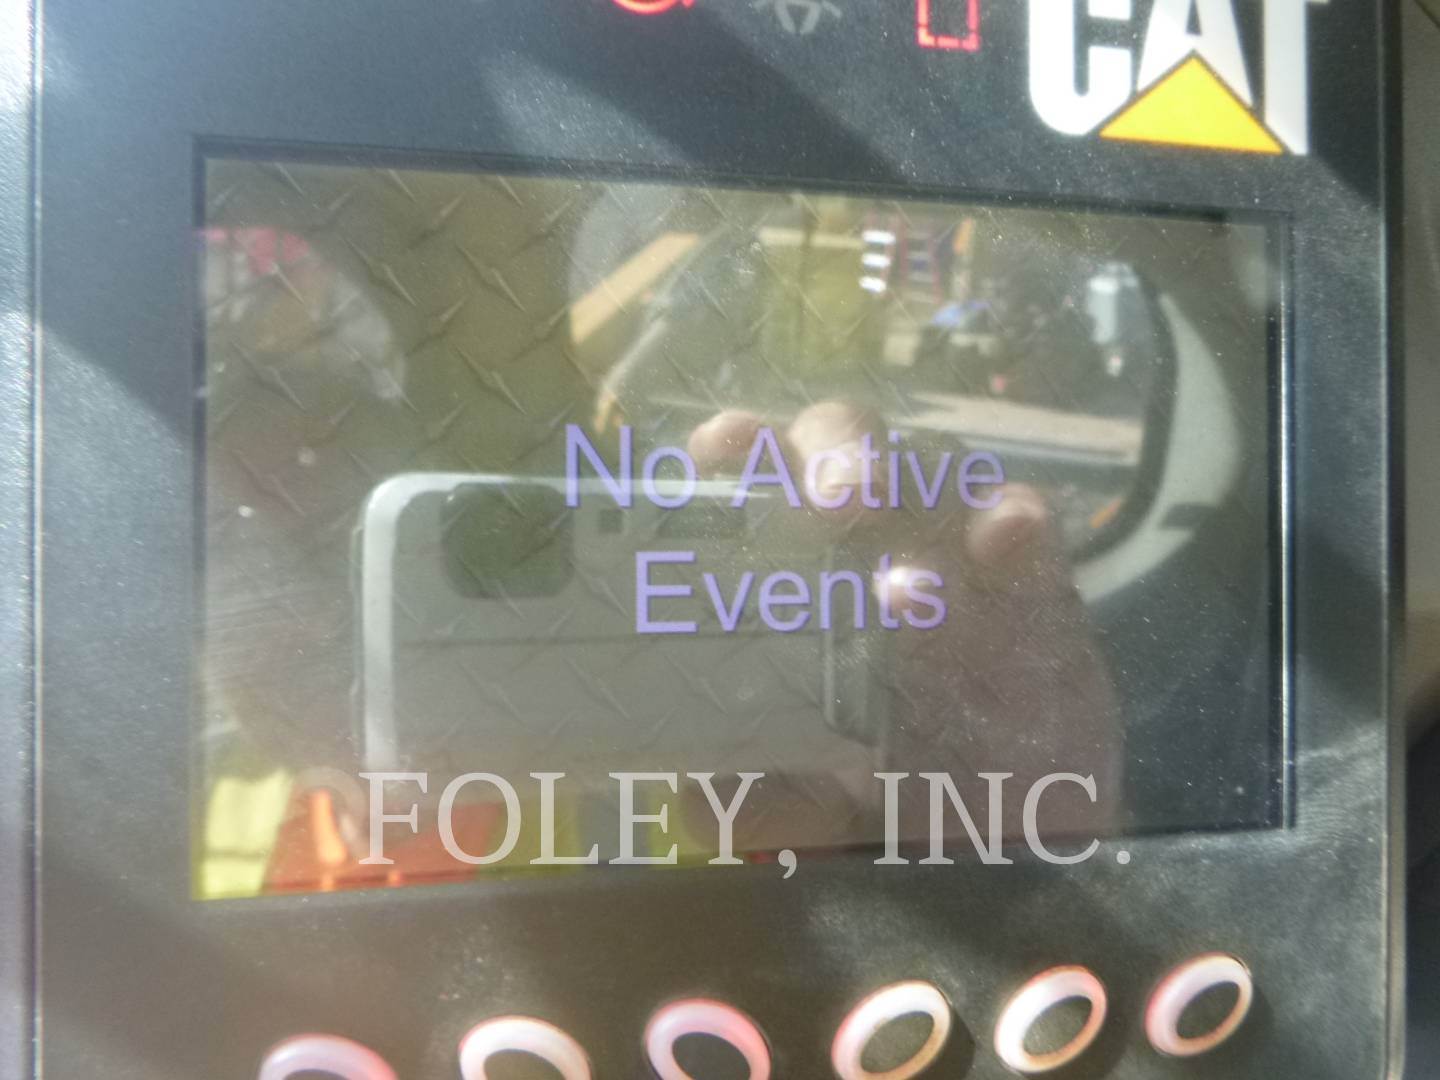 CAT
No Active
Events
FOLEY, INC.